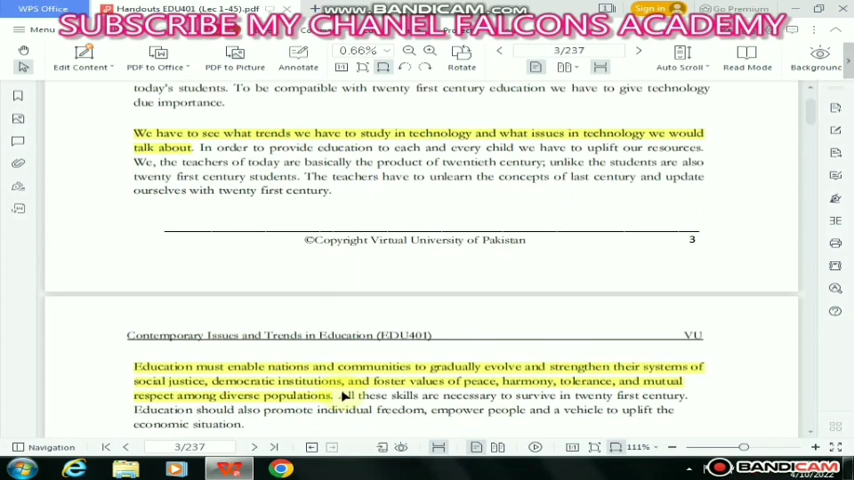 WPS Office Handouts EDU401 (Lec 1-45).pdf www.BANDICAM.com 1 Sign in Go Premium
SUBSCRIBE MY CHANEL FALCONS ACADEMY
Menu
0.66% 3/237
Edit Content PDF to Office PDF to Picture Annotate Rotate Auto Scroll Read Mode Background
today's students. To be compatible with twenty first century education we have to give technology
due importance.
We have to see what trends we have to study in technology and what issues in technology we would
talk about. In order to provide education to each and every child we have to uplift our resources.
We, the teachers of today are basically the product of twentieth century; unlike the students are also
twenty first century students. The teachers have to unlearn the concepts of last century and update
ourselves with twenty first century.
©Copyright Virtual University of Pakistan 3
Contemporary Issues and Trends in Education (EDU401) VU
Education must enable nations and communities to gradually evolve and strengthen their systems of
social justice, democratic institutions, and foster values of peace, harmony, tolerance, and mutual
respect among diverse populations. All these skills are necessary to survive in twenty first century.
Education should also promote individual freedom, empower people and a vehicle to uplift the
economic situation.
Navigation 3/237 111%
BANDICAM
4/10/2022